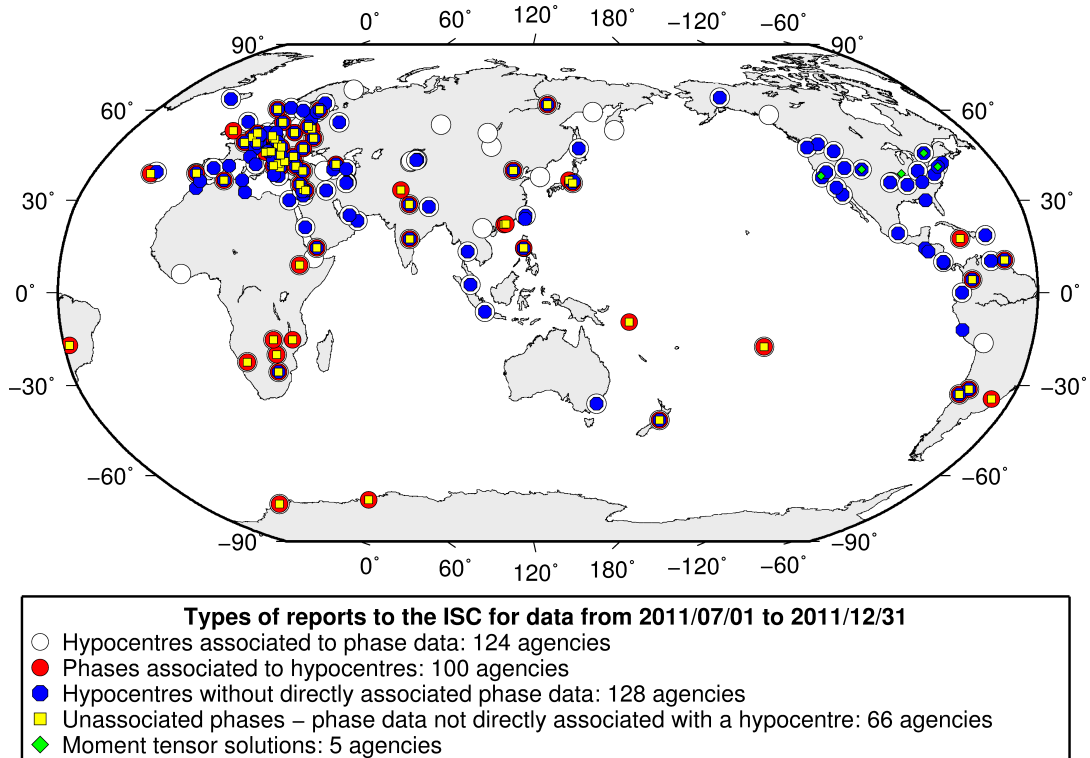 0˚ 60˚ 120˚ 180˚ −120˚ −60˚
90˚ 90˚
60˚ 60˚
30˚ 30˚
0˚ 0˚
−30˚ −30˚
−60˚ −60˚
−90˚ −90˚
0˚ 60˚ 120˚ 180˚ −120˚ −60˚
Types of reports to the ISC for data from 2011/07/01 to 2011/12/31
Hypocentres associated to phase data: 124 agencies
Phases associated to hypocentres: 100 agencies
Hypocentres without directly associated phase data: 128 agencies
Unassociated phases − phase data not directly associated with a hypocentre: 66 agencies
Moment tensor solutions: 5 agencies